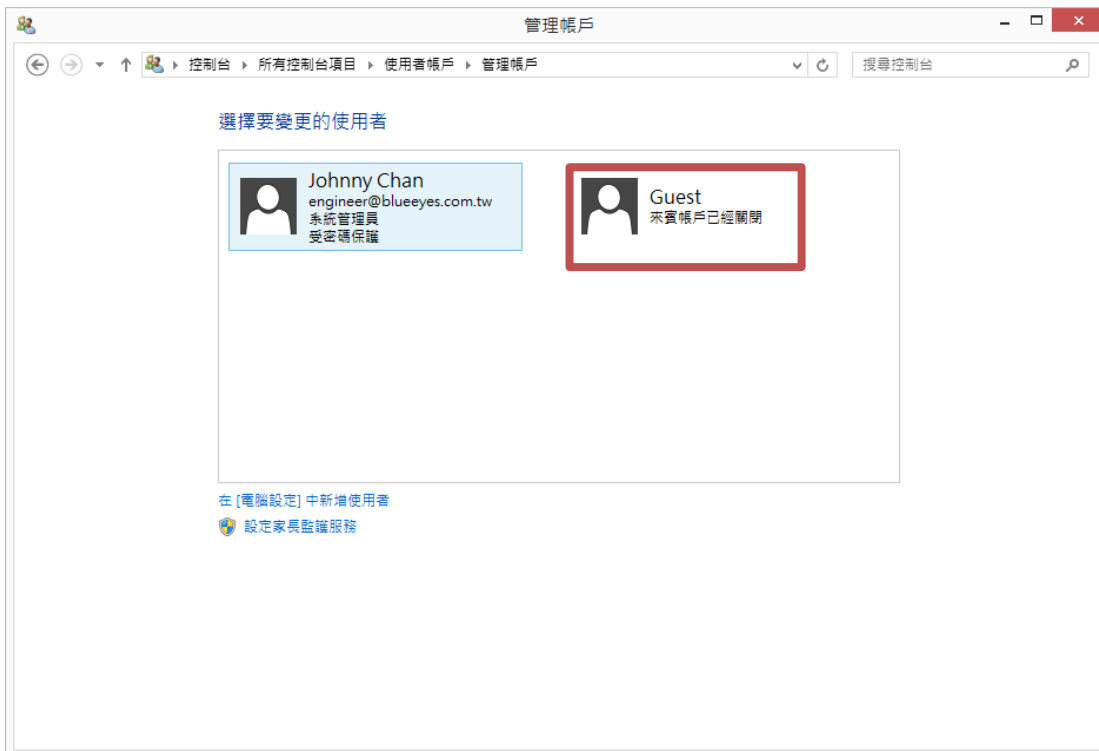 管理帳戶
控制台 ▸ 所有控制台項目 ▸ 使用者帳戶 ▸ 管理帳戶
搜尋控制台
選擇要變更的使用者
Johnny Chan
engineer@blueeyes.com.tw
系統管理員
受密碼保護
Guest
來賓帳戶已經關閉
在 [電腦設定] 中新增使用者
設定家長監護服務